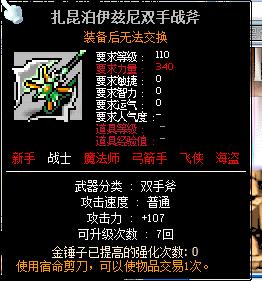 扎昆泊伊兹尼双手战斧
装备后无法交换
要求等级： 110
要求力量： 340
要求敏捷： 0
要求智力： 0
要求运气： 0
要求人气度： -
道具等级： -
道具经验： -
新手 战士 魔法师 弓箭手 飞侠 海盗
武器分类 ： 双手斧
攻击速度 ： 普通
攻击力 ： +107
可升级次数 ： 7回
金锤子已提高的强化次数: 0
使用宿命剪刀，可以使物品交易1次。